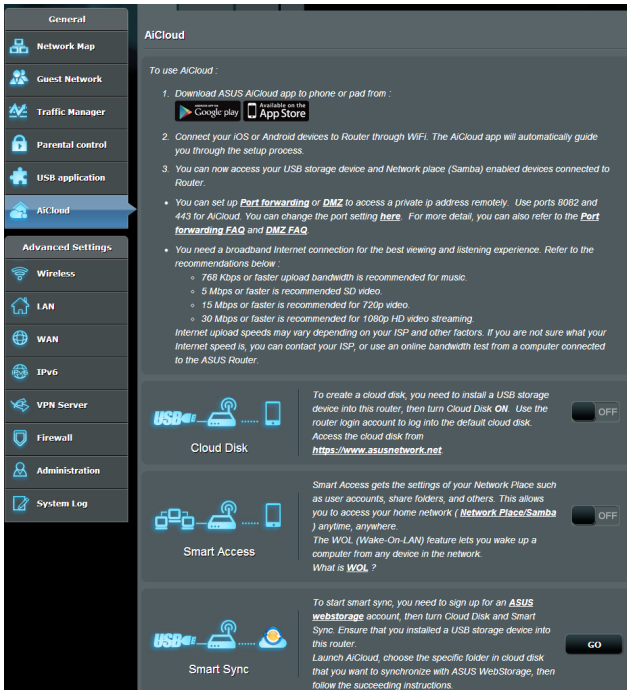 General
Network Map
Guest Network
Traffic Manager
Parental control
USB application
AiCloud
Advanced Settings
Wireless
LAN
WAN
IPv6
VPN Server
Firewall
Administration
System Log
AiCloud
To use AiCloud :
1. Download ASUS AiCloud app to phone or pad from :
ANDROID APP ON
Google play
Available on the
App Store
2. Connect your iOS or Android devices to Router through WiFi. The AiCloud app will automatically guide
you through the setup process.
3. You can now access your USB storage device and Network place (Samba) enabled devices connected to
Router.
• You can set up Port forwarding or DMZ to access a private ip address remotely. Use ports 8082 and
443 for AiCloud. You can change the port setting here. For more detail, you can also refer to the Port
forwarding FAQ and DMZ FAQ.
• You need a broadband Internet connection for the best viewing and listening experience. Refer to the
recommendations below :
◦ 768 Kbps or faster upload bandwidth is recommended for music.
◦ 5 Mbps or faster is recommended SD video.
◦ 15 Mbps or faster is recommended for 720p video.
◦ 30 Mbps or faster is recommended for 1080p HD video streaming.
Internet upload speeds may vary depending on your ISP and other factors. If you are not sure what your
Internet speed is, you can contact your ISP, or use an online bandwidth test from a computer connected
to the ASUS Router.
USB
Cloud Disk
To create a cloud disk, you need to install a USB storage
device into this router, then turn Cloud Disk ON. Use the
router login account to log into the default cloud disk.
Access the cloud disk from
https://www.asusnetwork.net.
OFF
Smart Access
Smart Access gets the settings of your Network Place such
as user accounts, share folders, and others. This allows
you to access your home network ( Network Place/Samba
) anytime, anywhere.
The WOL (Wake-On-LAN) feature lets you wake up a
computer from any device in the network.
What is WOL ?
OFF
USB
Smart Sync
To start smart sync, you need to sign up for an ASUS
webstorage account, then turn Cloud Disk and Smart
Sync. Ensure that you installed a USB storage device into
this router.
Launch AiCloud, choose the specific folder in cloud disk
that you want to synchronize with ASUS WebStorage, then
follow the succeeding instructions.
GO